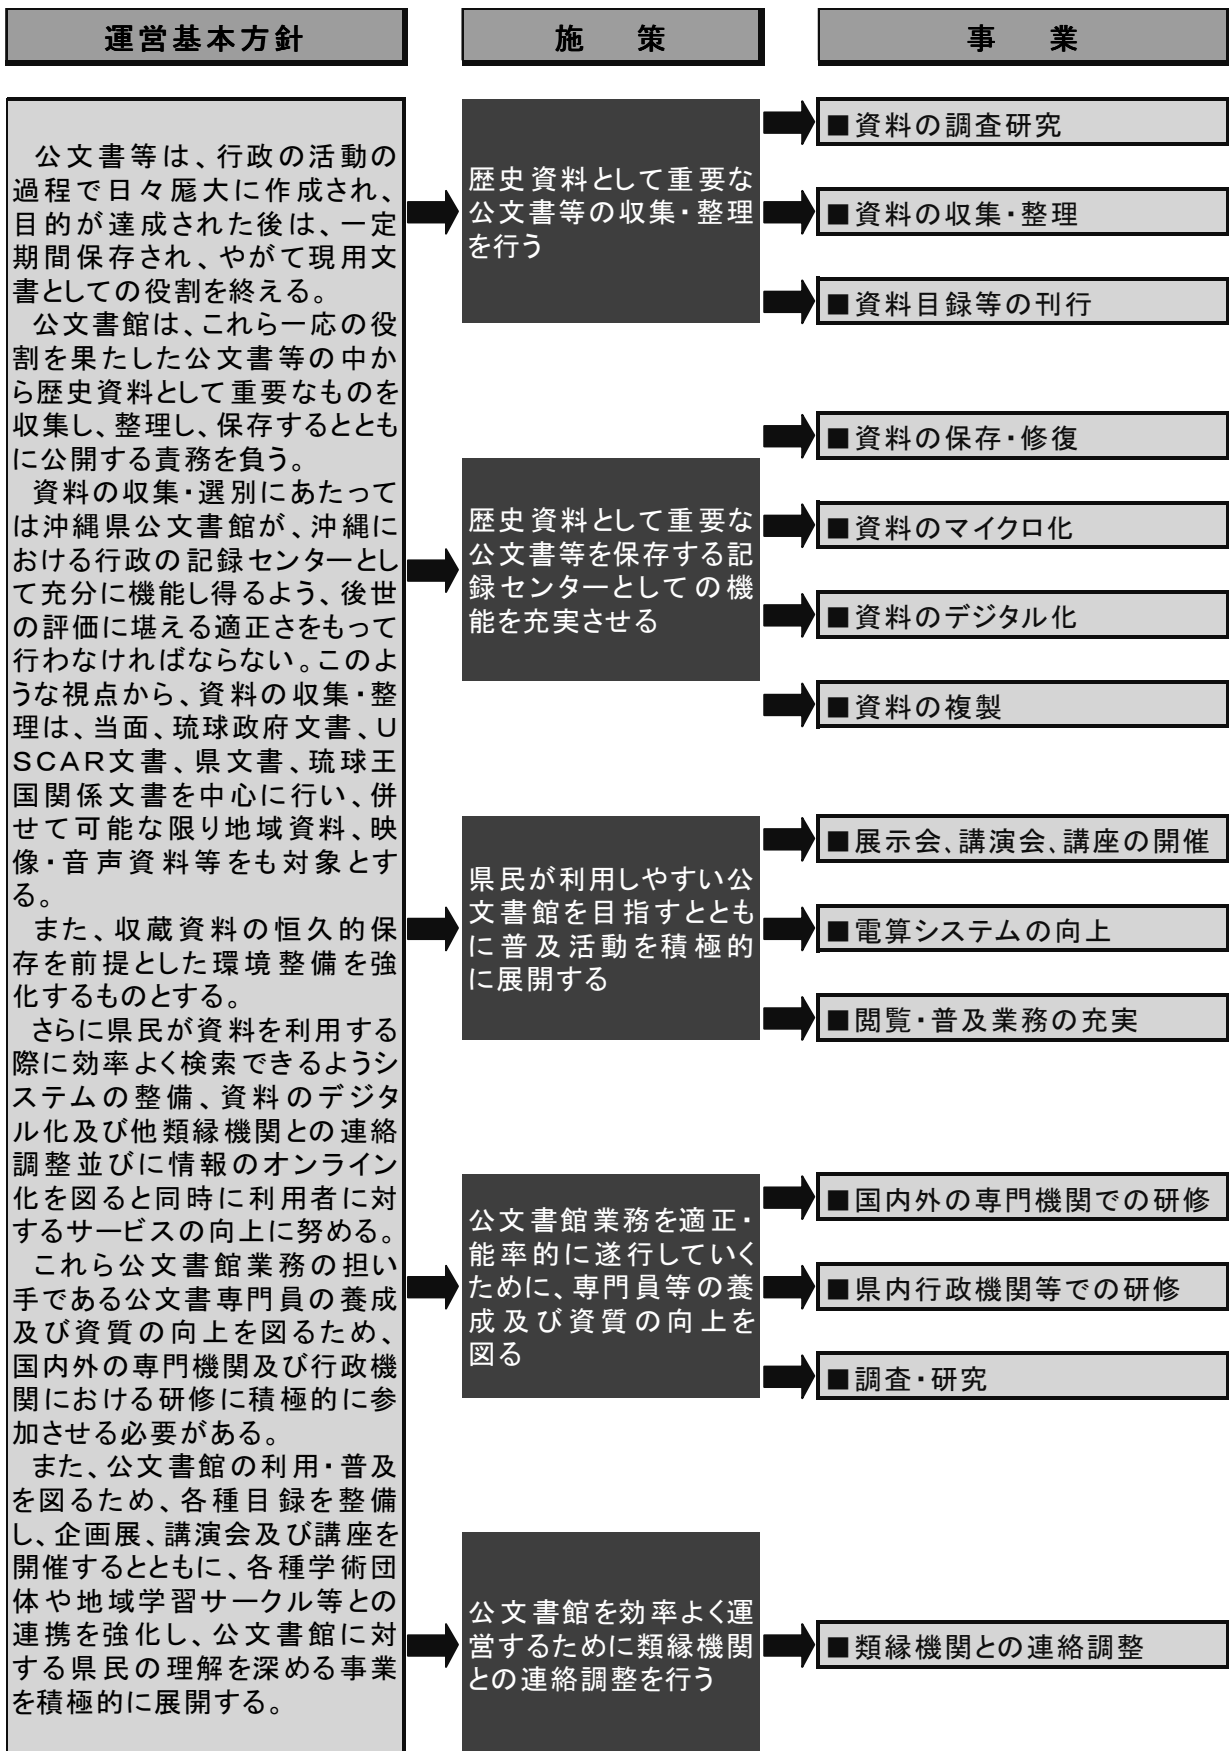 運営基本方針
施　策
事　業
公文書等は、行政の活動の
過程で日々厖大に作成され、
目的が達成された後は、一定
期間保存され、やがて現用文
書としての役割を終える。
公文書館は、これら一応の役
割を果たした公文書等の中か
ら歴史資料として重要なものを
収集し、整理し、保存するととも
に公開する責務を負う。
資料の収集・選別にあたって
は沖縄県公文書館が、沖縄に
おける行政の記録センターとし
て充分に機能し得るよう、後世
の評価に堪える適正さをもって
行わなければならない。このよ
うな視点から、資料の収集・整
理は、当面、琉球政府文書、U
SCAR文書、県文書、琉球王
国関係文書を中心に行い、併
せて可能な限り地域資料、映
像・音声資料等をも対象とす
る。
また、収蔵資料の恒久的保
存を前提とした環境整備を強
化するものとする。
さらに県民が資料を利用する
際に効率よく検索できるようシ
ステムの整備、資料のデジタ
ル化及び他類縁機関との連絡
調整並びに情報のオンライン
化を図ると同時に利用者に対
するサービスの向上に努める。
これら公文書館業務の担い
手である公文書専門員の養成
及び資質の向上を図るため、
国内外の専門機関及び行政機
関における研修に積極的に参
加させる必要がある。
また、公文書館の利用・普及
を図るため、各種目録を整備
し、企画展、講演会及び講座を
開催するとともに、各種学術団
体や地域学習サークル等との
連携を強化し、公文書館に対
する県民の理解を深める事業
を積極的に展開する。
歴史資料として重要な
公文書等の収集・整理
を行う
■資料の調査研究
■資料の収集・整理
■資料目録等の刊行
歴史資料として重要な
公文書等を保存する記
録センターとしての機
能を充実させる
■資料の保存・修復
■資料のマイクロ化
■資料のデジタル化
■資料の複製
県民が利用しやすい公
文書館を目指すととも
に普及活動を積極的
に展開する
■展示会、講演会、講座の開催
■電算システムの向上
■閲覧・普及業務の充実
公文書館業務を適正・
能率的に遂行していく
ために、専門員等の養
成及び資質の向上を
図る
■国内外の専門機関での研修
■県内行政機関等での研修
■調査・研究
公文書館を効率よく運
営するために類縁機関
との連絡調整を行う
■類縁機関との連絡調整